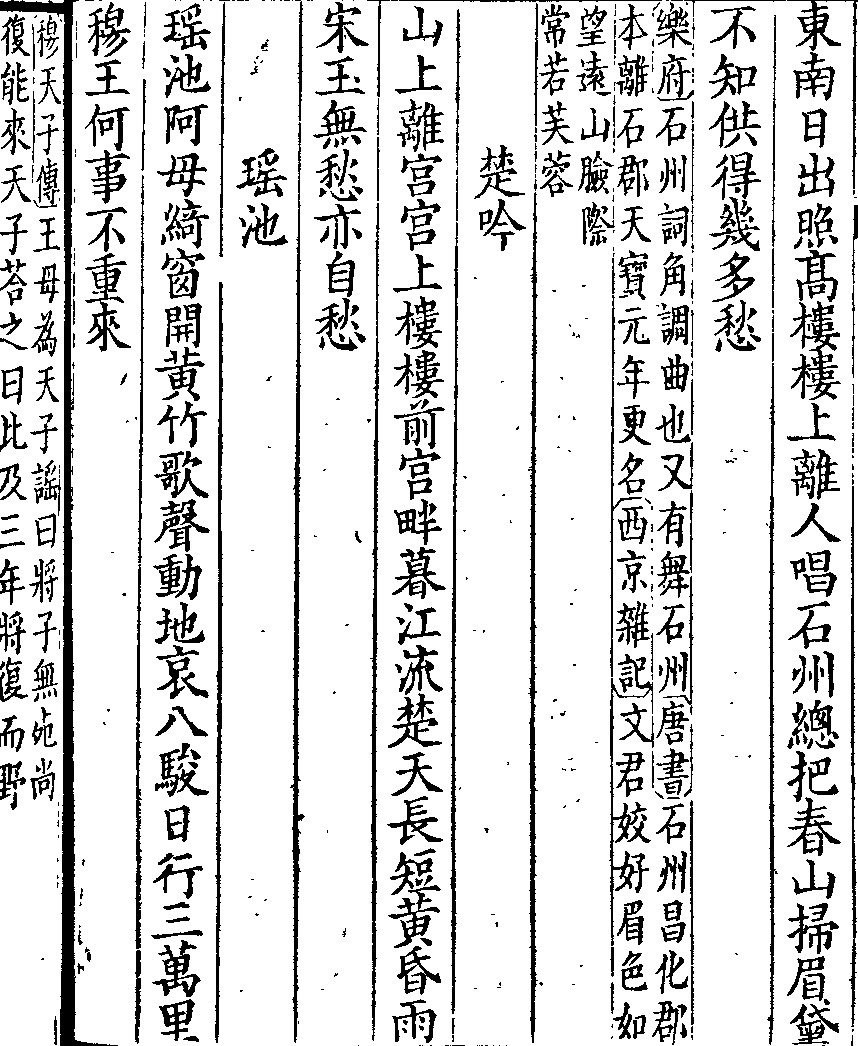 東南日出照髙樓樓上離人唱石州總把春山掃眉黛
不知供得幾多愁
樂府石州詞角調曲也又有舞石州唐書石州昌化郡
本離石郡天寶元年更名西京雜記文君姣好眉色如
望遠山臉際
常若芙蓉
楚吟
山上離宫宫上樓樓前宫畔暮江流楚天長短黄昏雨
宋玉無愁亦自愁
瑶池
瑶池阿母綺窗開黄竹歌聲動地哀八駿日行三萬里
穆王何事不重來
穆天子傳王母為天子謡曰將子無死尚
復能來天子荅之曰比及三年將復而野